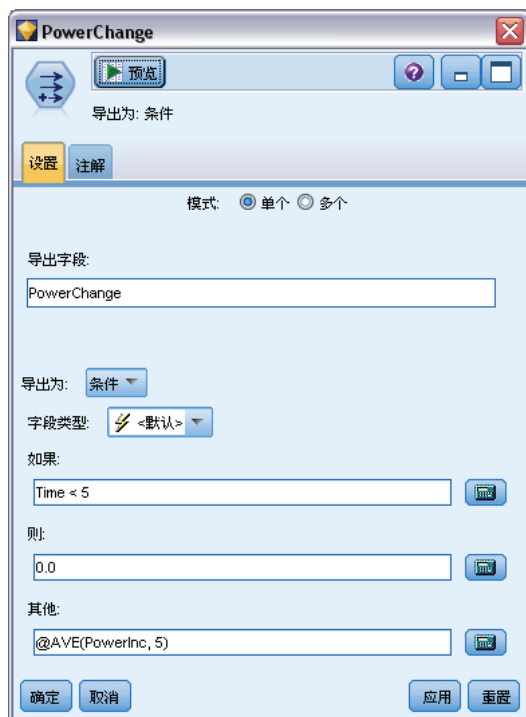 PowerChange
预览
导出为: 条件
设置 注解
模式: 单个 多个
导出字段:
PowerChange
导出为: 条件
字段类型: <默认>
如果:
Time < 5
则:
0.0
其他:
@AVE(PowerInc, 5)
确定 取消 应用 重置